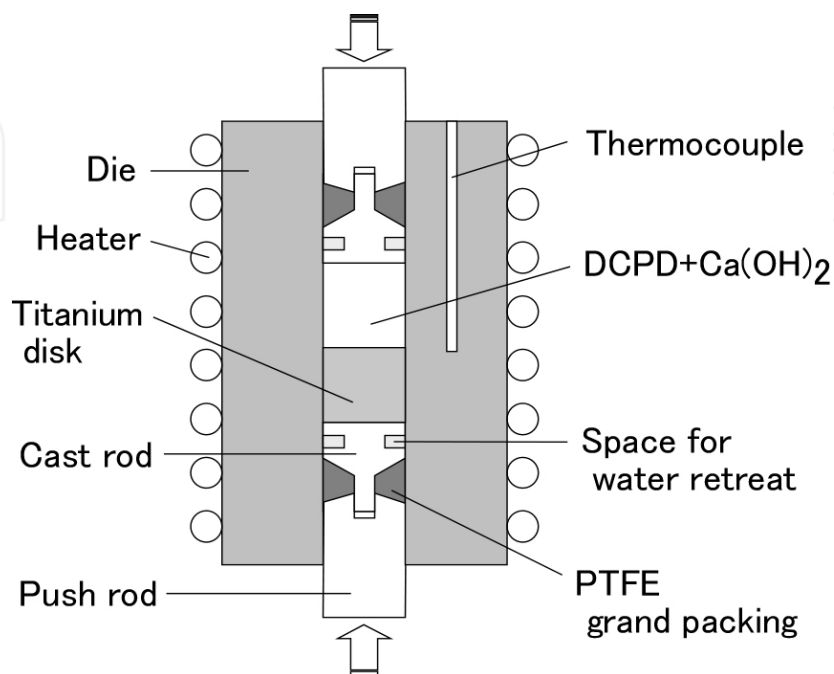 Die
Heater
Titanium
disk
Cast rod
Push rod
Thermocouple
DCPD+Ca(OH)2
Space for
water retreat
PTFE
grand packing